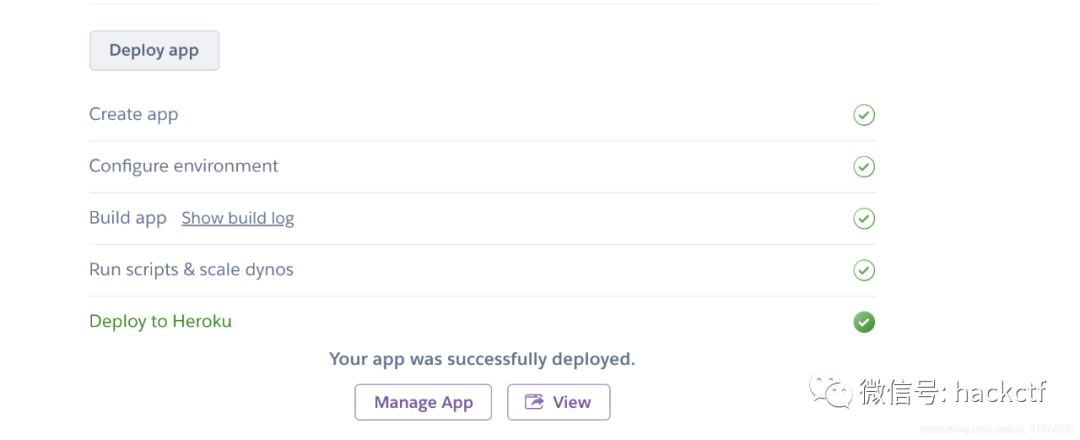 Deploy app
Create app
Configure environment
Build app Show build log
Run scripts & scale dynos
Deploy to Heroku
Your app was successfully deployed.
Manage App View
微信号: hackctf
https://blog.csdn.net/qq_41874930